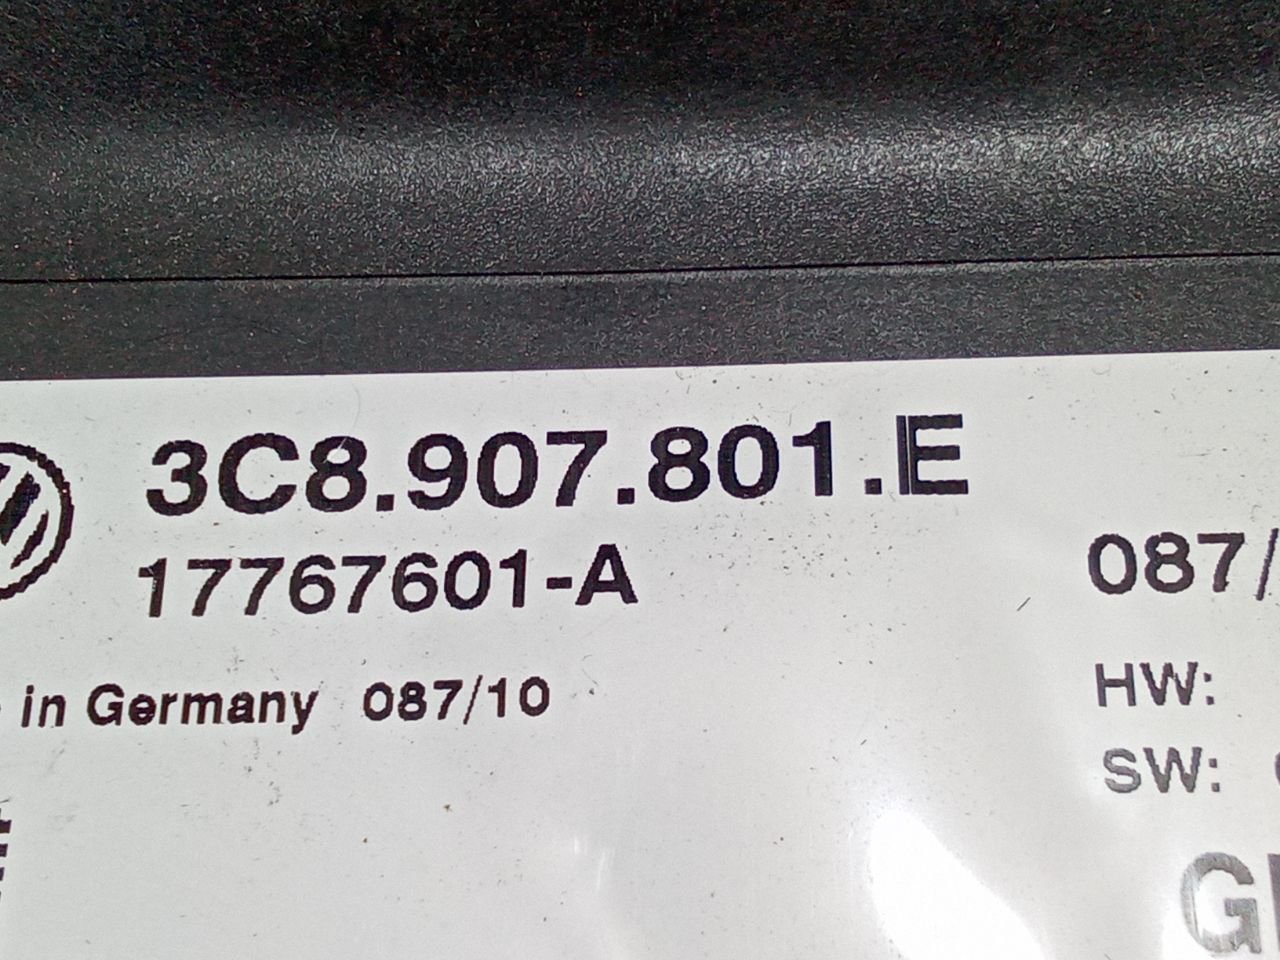 3C8.907.801.E
17767601-A
087/
in Germany 087/10
HW:
SW: